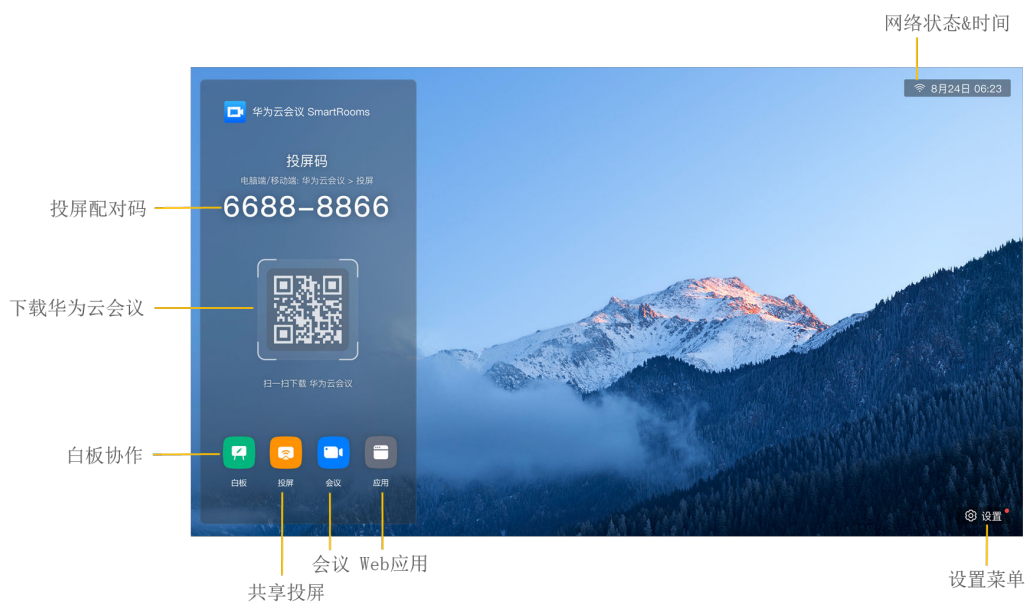 网络状态&时间
8月24日 06:23
华为云会议 SmartRooms
投屏码
电脑端/移动端: 华为云会议 > 投屏
投屏配对码
6688-8866
下载华为云会议
扫一扫下载 华为云会议
白板协作
白板
投屏
会议
应用
设置
会议
Web应用
共享投屏
设置菜单